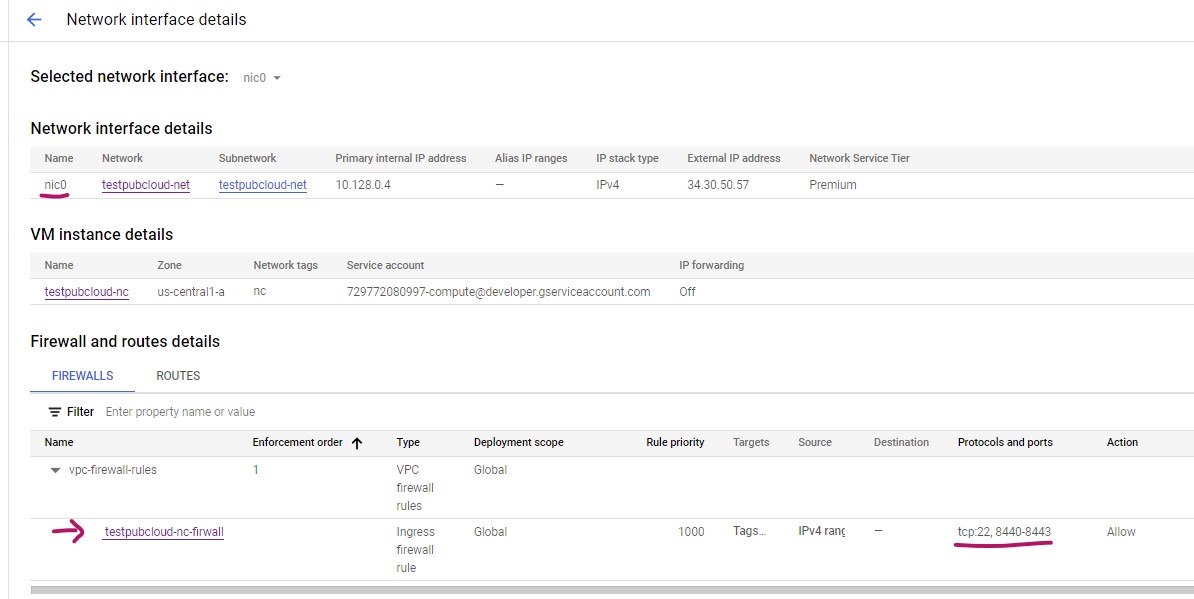 Network interface details
Selected network interface: nic0
Network interface details
Name Network Subnetwork Primary internal IP address Alias IP ranges IP stack type External IP address Network Service Tier
nic0 testpubcloud-net testpubcloud-net 10.128.0.4 — IPv4 34.30.50.57 Premium
VM instance details
Name Zone Network tags Service account IP forwarding
testpubcloud-nc us-central1-a nc 729772080997-compute@developer.gserviceaccount.com Off
Firewall and routes details
FIREWALLS ROUTES
Filter Enter property name or value
Name Enforcement order Type Deployment scope Rule priority Targets Source Destination Protocols and ports Action
vpc-firewall-rules 1 VPC Global
firewall
rules
testpubcloud-nc-firwall Ingress Global 1000 Tags... IPv4 rang — tcp:22, 8440-8443 Allow
firewall
rule